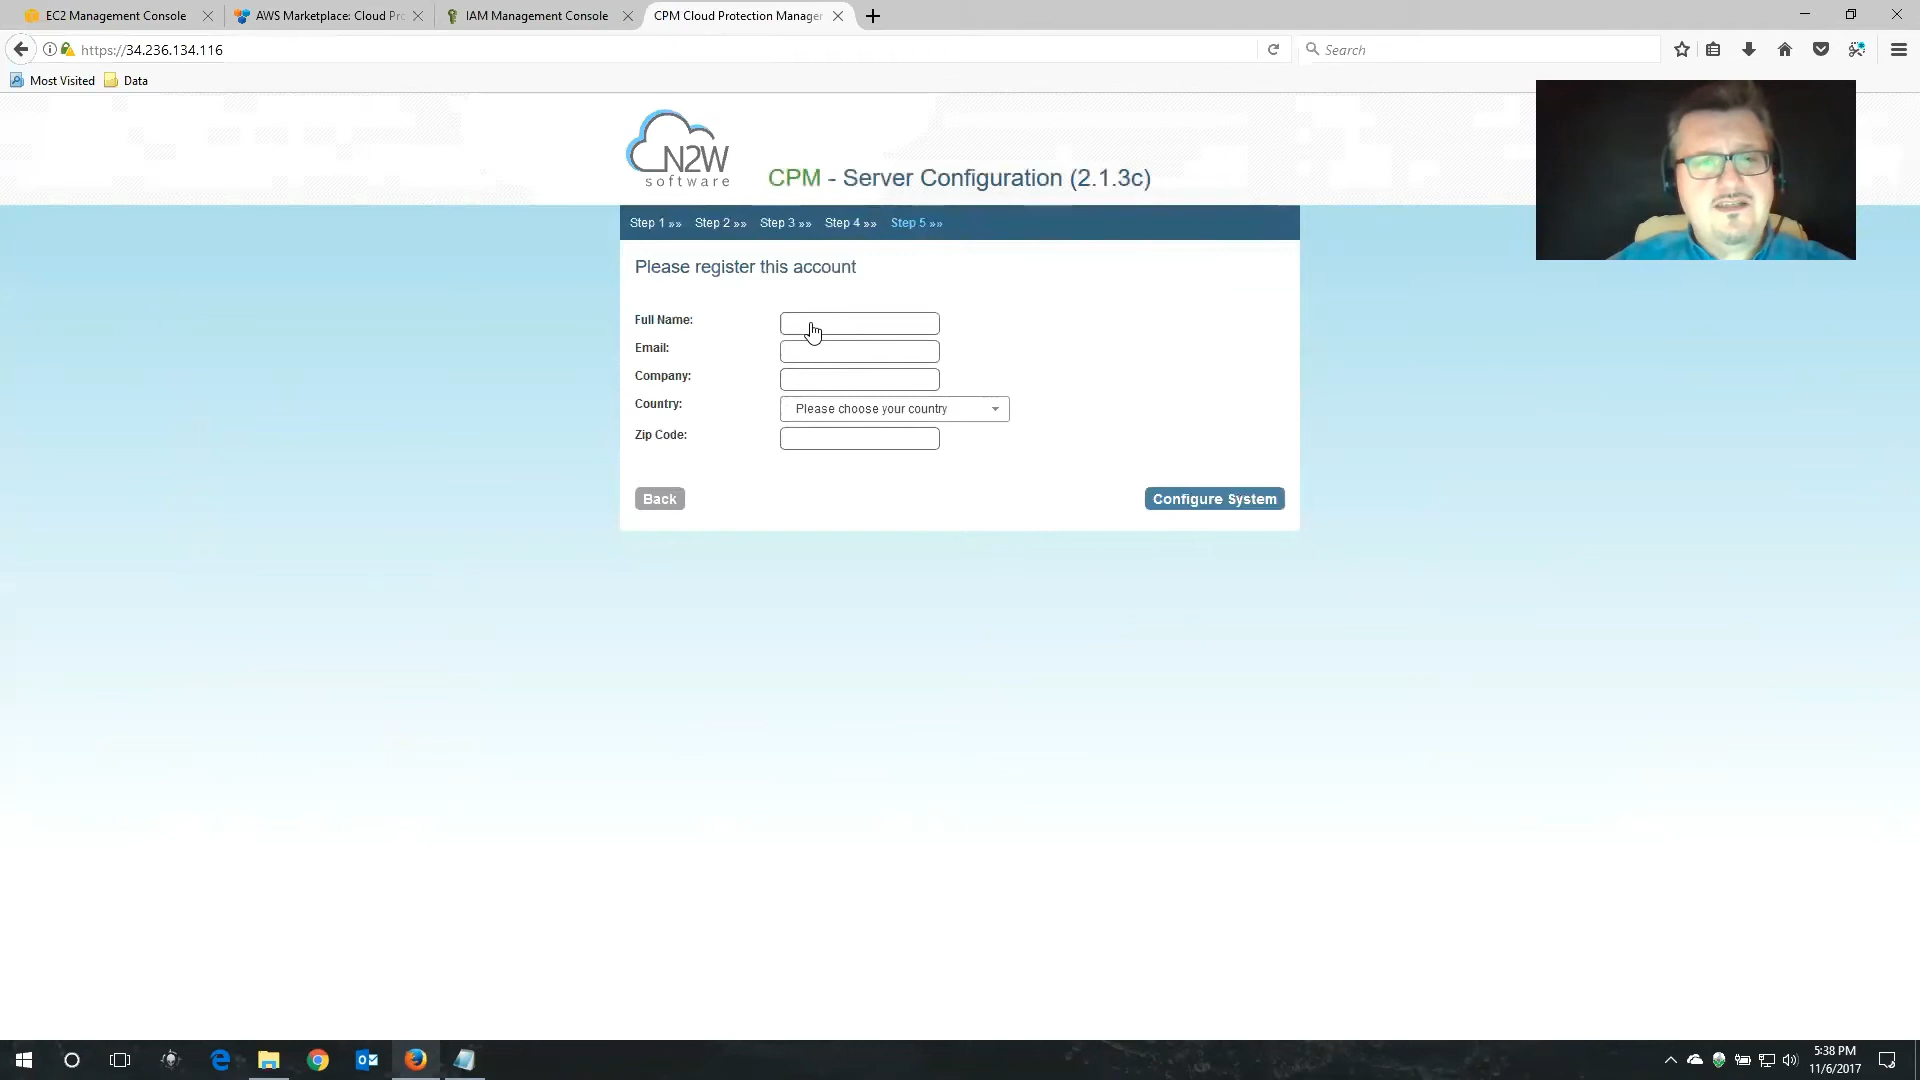 EC2 Management Console
AWS Marketplace: Cloud Pro
IAM Management Console
CPM Cloud Protection Manager
https://34.236.134.116
Search
Most Visited
Data
N2W
software
CPM - Server Configuration (2.1.3c)
Step 1 »» Step 2 »» Step 3 »» Step 4 »» Step 5 »»
Please register this account
Full Name:
Email:
Company:
Country: Please choose your country
Zip Code:
Back
Configure System
5:38 PM
11/6/2017